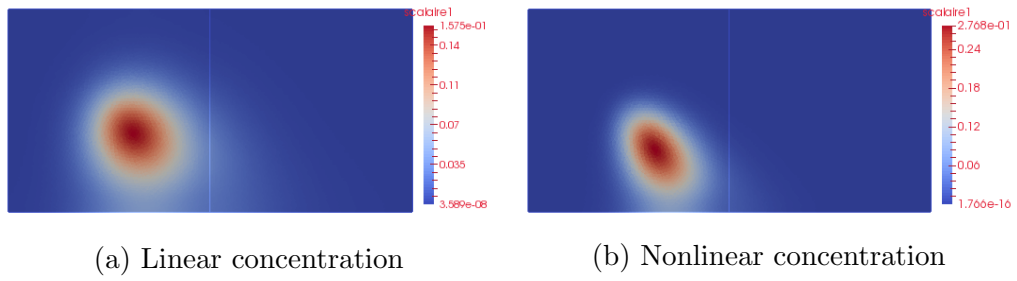 scalaire1
1.575e-01
0.14
0.11
0.07
0.035
3.589e-08
scalaire1
2.768e-01
0.24
0.18
0.12
0.06
1.766e-16
(a) Linear concentration
(b) Nonlinear concentration